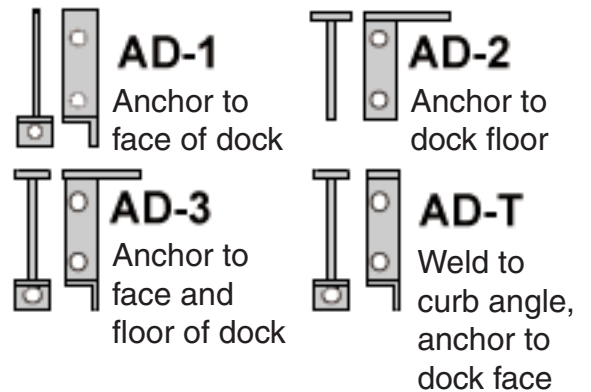 AD-1
Anchor to
face of dock
AD-2
Anchor to
dock floor
AD-3
Anchor to
face and
floor of dock
AD-T
Weld to
curb angle,
anchor to
dock face